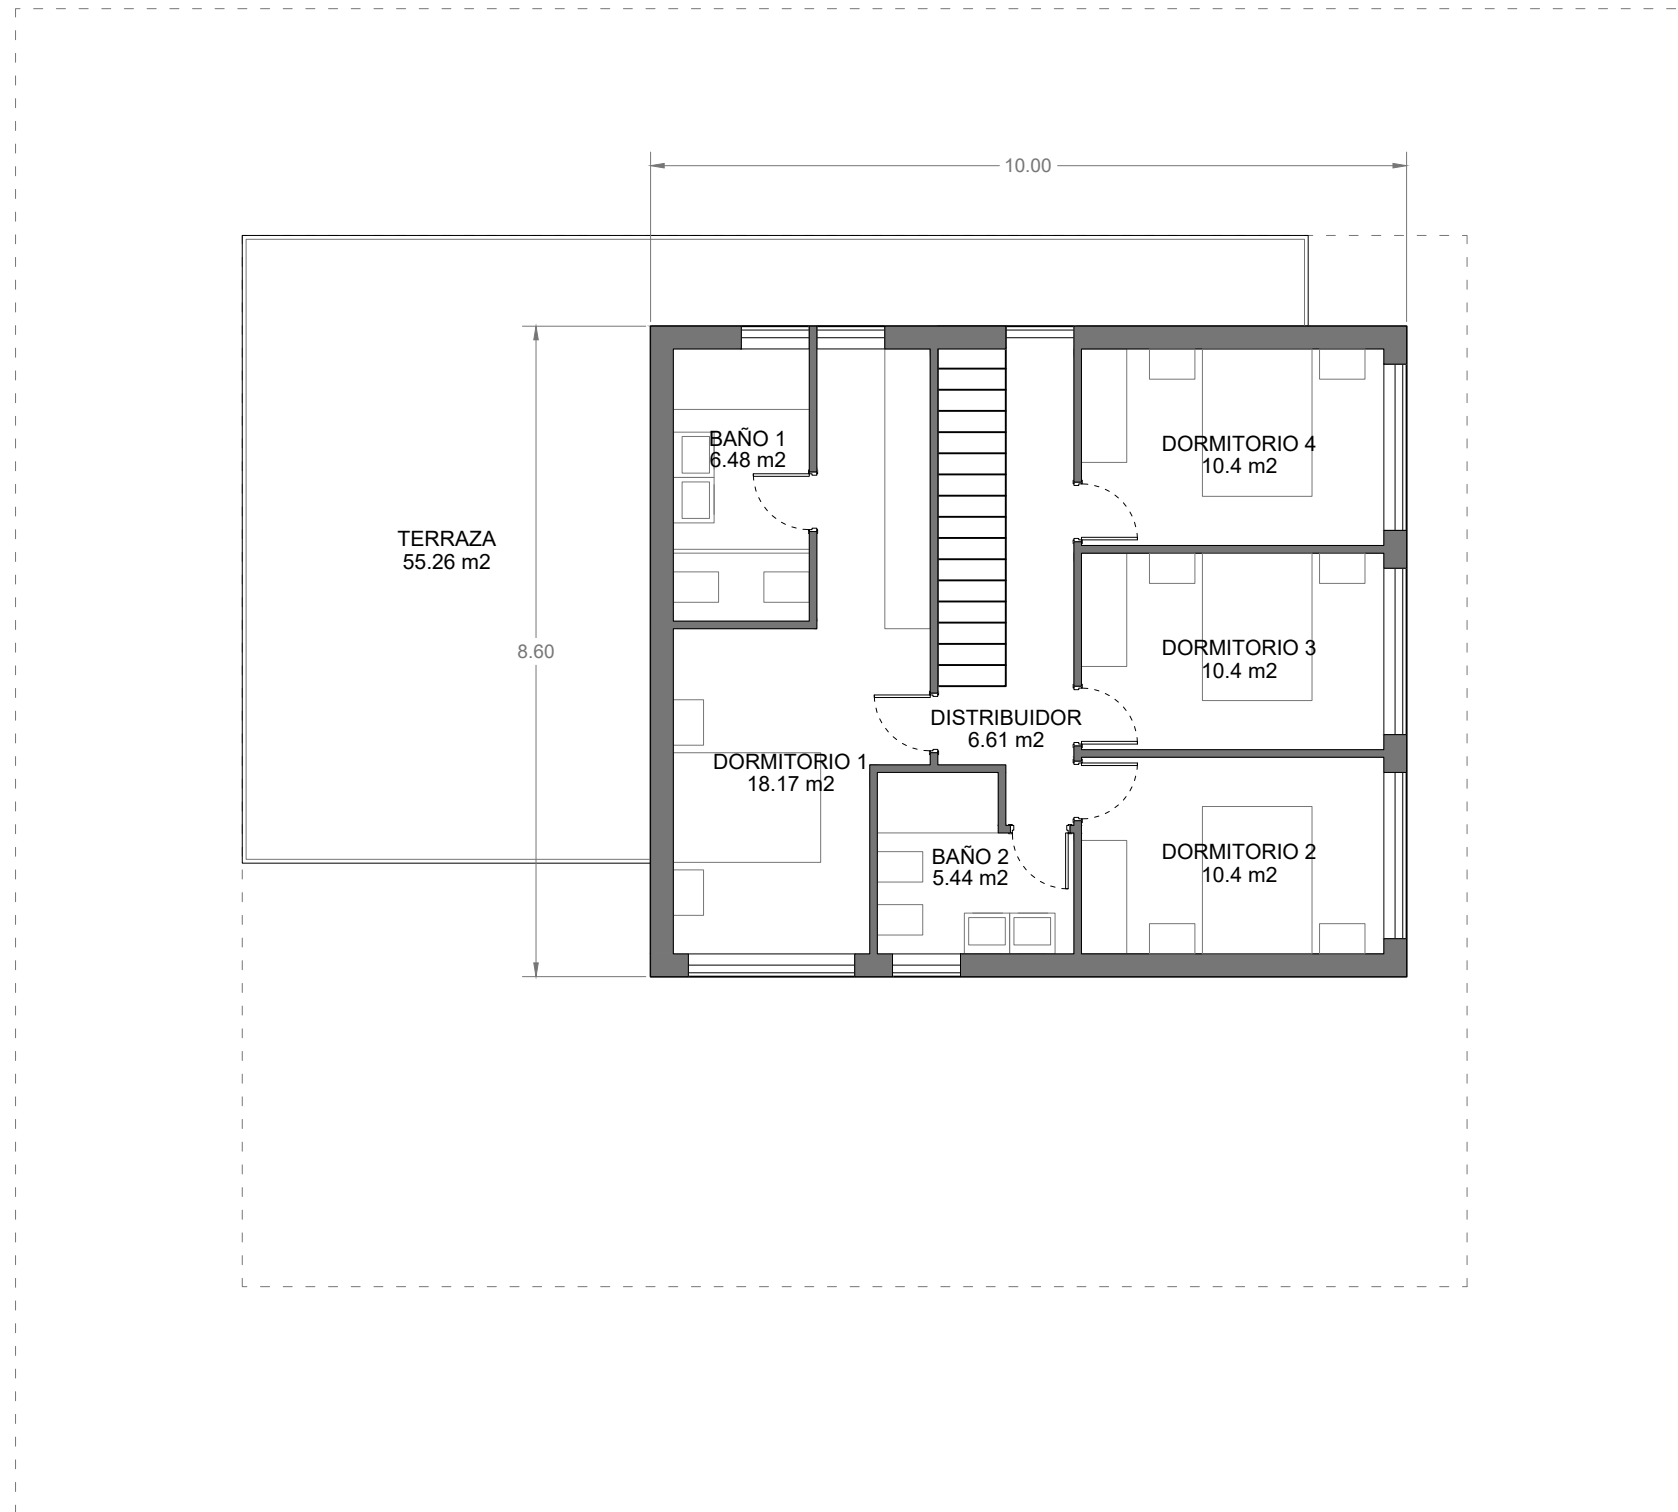 10.00
BAÑO 1
6.48 m2
DORMITORIO 4
10.4 m2
TERRAZA
55.26 m2
8.60
DORMITORIO 3
10.4 m2
DISTRIBUIDOR
6.61 m2
DORMITORIO 1
18.17 m2
BAÑO 2
5.44 m2
DORMITORIO 2
10.4 m2